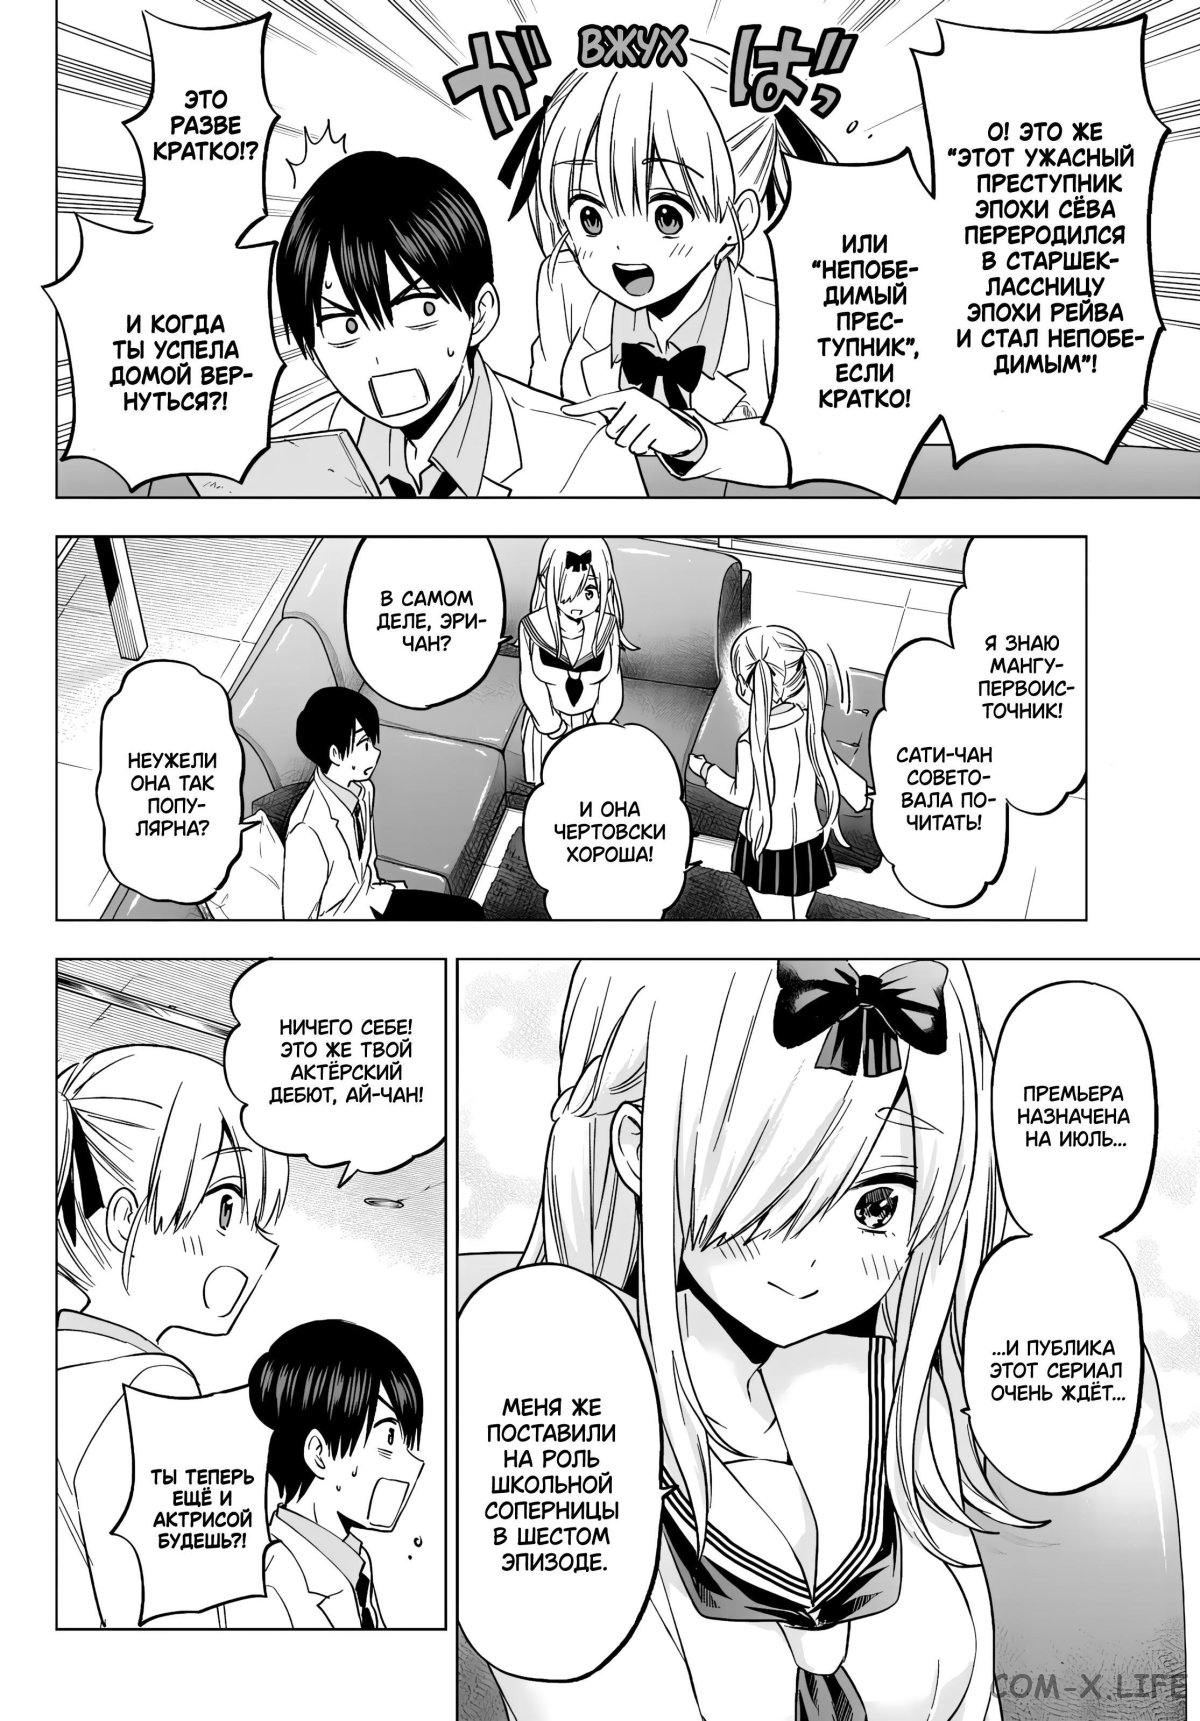 О! ЭТО ЖЕ
"ЭТОТ УЖАСНЫЙ
ПРЕСТУПНИК
ЭПОХИ СЁВА
ПЕРЕРОДИЛСЯ
В СТАРШЕК-
ЛАССНИЦУ
ЭПОХИ РЕЙВА
И СТАЛ НЕПОБЕ-
ДИМЫМ"!
ИЛИ
"НЕПОБЕ-
ДИМЫЙ
ПРЕС-
ТУПНИК",
ЕСЛИ
КРАТКО!
ばっ
ВЖУХ
が
ЭТО
РАЗВЕ
КРАТКО!?
И КОГДА
ТЫ УСПЕЛА
ДОМОЙ ВЕР-
НУТЬСЯ?!
Я ЗНАЮ
МАНГУ-
ПЕРВОИС-
ТОЧНИК!
САТИ-ЧАН
СОВЕТО-
ВАЛА ПО-
ЧИТАТЬ!
И ОНА
ЧЕРТОВСКИ
ХОРОША!
В САМОМ
ДЕЛЕ, ЭРИ-
ЧАН?
НЕУЖЕЛИ
ОНА ТАК
ПОПУ-
ЛЯРНА?
ПРЕМЬЕРА
НАЗНАЧЕНА
НА ИЮЛЬ...
...И ПУБЛИКА
ЭТОТ СЕРИАЛ
ОЧЕНЬ ЖДЁТ...
МЕНЯ ЖЕ
ПОСТАВИЛИ
НА РОЛЬ
ШКОЛЬНОЙ
СОПЕРНИЦЫ
В ШЕСТОМ
ЭПИЗОДЕ.
НИЧЕГО СЕБЕ!
ЭТО ЖЕ ТВОЙ
АКТЁРСКИЙ
ДЕБЮТ, АЙ-ЧАН!
ТЫ ТЕПЕРЬ
ЕЩЁ И
АКТРИСОЙ
БУДЕШЬ?!
COM-X.LIFE